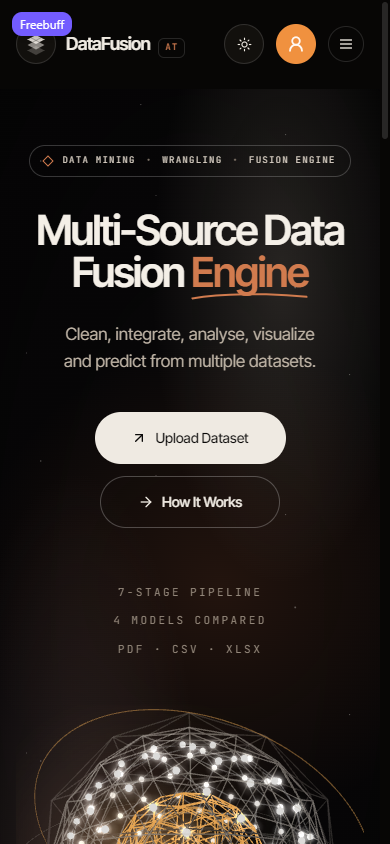 Freebuff
DataFusion AT
DATA MINING · WRANGLING · FUSION ENGINE
Multi-Source Data
Fusion Engine
Clean, integrate, analyse, visualize
and predict from multiple datasets.
Upload Dataset
How It Works
7-STAGE PIPELINE
4 MODELS COMPARED
PDF · CSV · XLSX